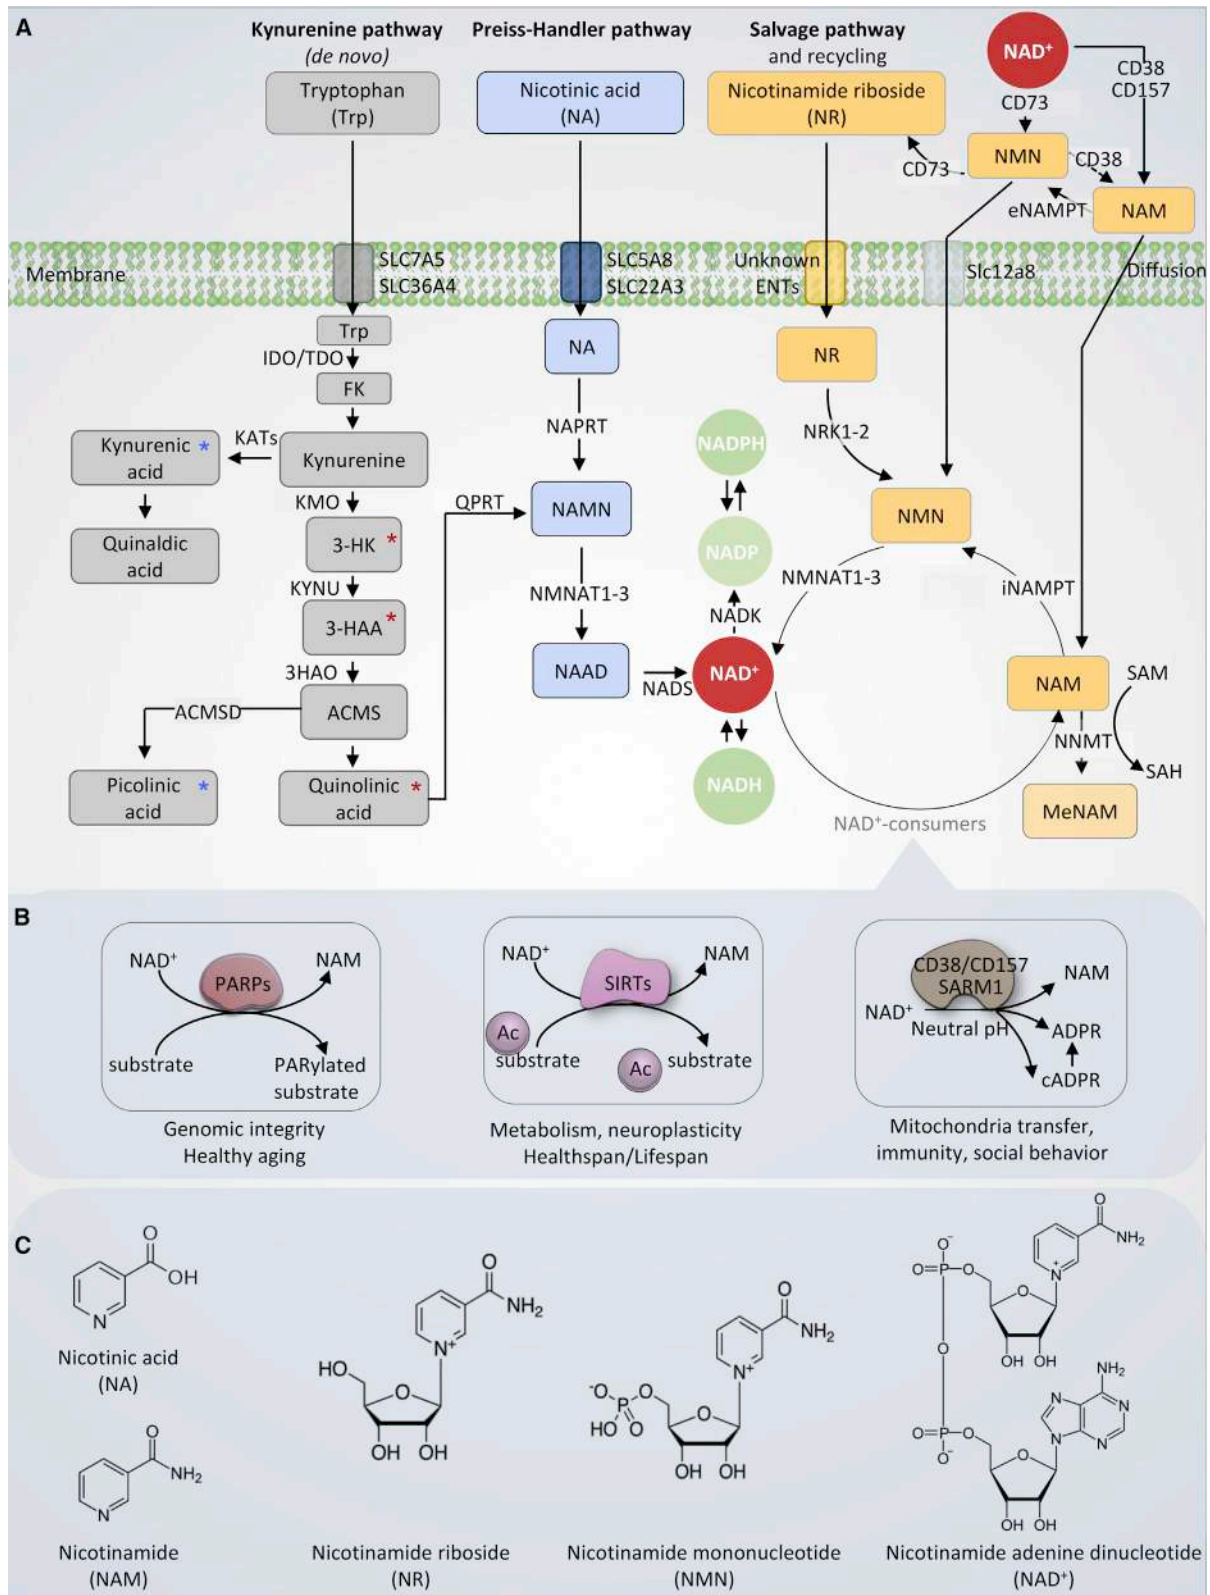 A
Kynurenine pathway
(de novo)
Tryptophan
(Trp)
Preiss-Handler pathway
Nicotinic acid
(NA)
Salvage pathway
and recycling
Nicotinamide riboside
(NR)
NAD+
CD38
CD157
CD73
NMN
CD38
CD73
eNAMPT
NAM
Membrane
SLC7A5
SLC36A4
SLC5A8
SLC22A3
Unknown
ENTs
Slc12a8
Diffusion
Trp
IDO/TDO
FK
KATs
Kynurenic
acid
*
Kynurenine
Quinaldic
acid
KMO
3-HK
*
KYNU
3-HAA
*
3HAO
ACMSD
ACMS
Picolinic
acid
*
Quinolinic
acid
*
QPRT
NA
NAPRT
NAMN
NMNAT1-3
NAAD
NADS
NR
NRK1-2
NADPH
NADP
NADK
NAD+
NADH
NMN
NMNAT1-3
iNAMPT
NAM
SAM
NNMT
SAH
MeNAM
NAD+-consumers
B
NAD+
PARPs
NAM
substrate
PARylated
substrate
Genomic integrity
Healthy aging
NAD+
SIRTs
NAM
Ac
substrate
Ac
substrate
Metabolism, neuroplasticity
Healthspan/Lifespan
CD38/CD157
SARM1
NAD+
Neutral pH
NAM
ADPR
cADPR
Mitochondria transfer,
immunity, social behavior
C
O
OH
N
Nicotinic acid
(NA)
O
NH2
N
Nicotinamide
(NAM)
O
NH2
N+
HO
O
OH OH
Nicotinamide riboside
(NR)
O
NH2
N+
-O
O
P
HO O
O
OH OH
Nicotinamide mononucleotide
(NMN)
O
NH2
O-
O=P-O
N+
O
OH OH
O
NH2
N
N
N
N
O=P-O
O-
O
OH OH
Nicotinamide adenine dinucleotide
(NAD+)